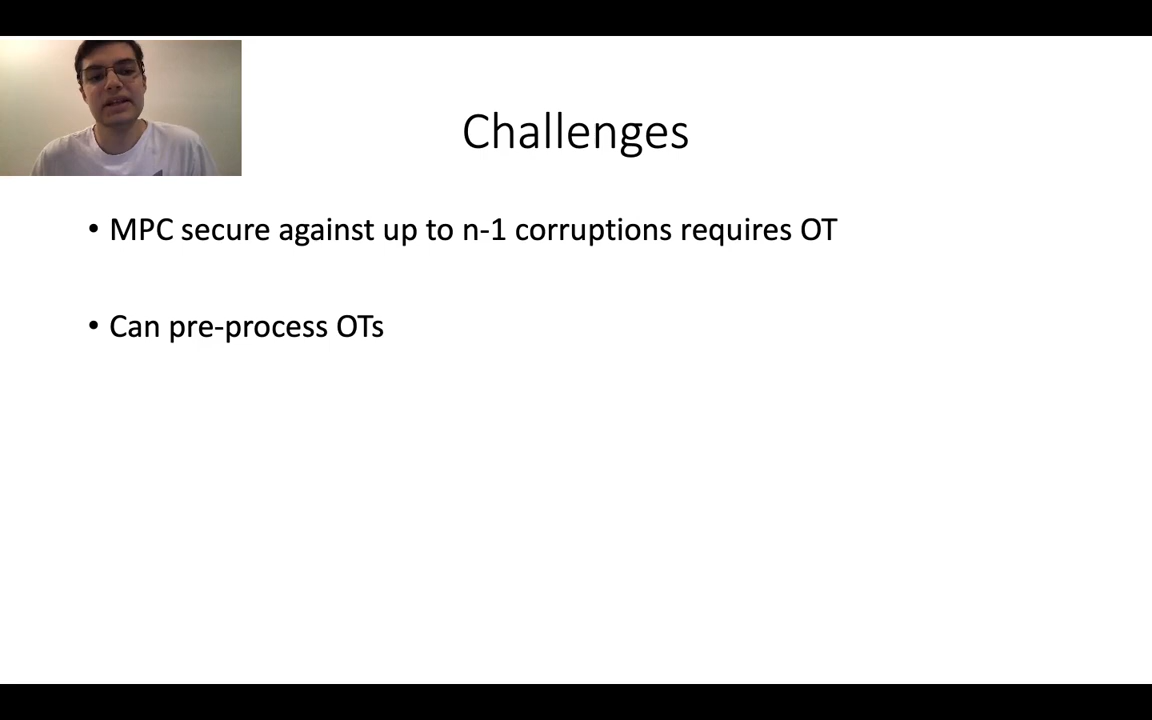 Challenges
• MPC secure against up to n-1 corruptions requires OT
• Can pre-process OTs